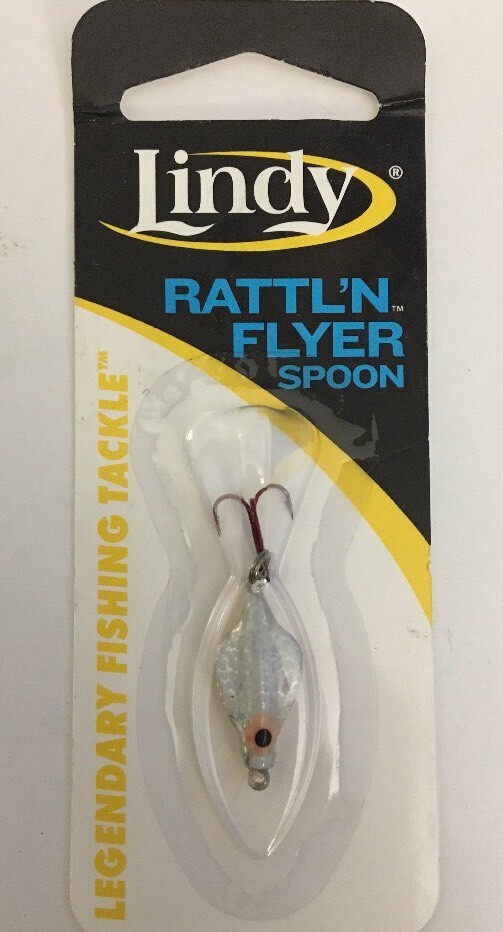 Lindy®
RATTL'N™
FLYER
SPOON
LEGENDARY FISHING TACKLE™